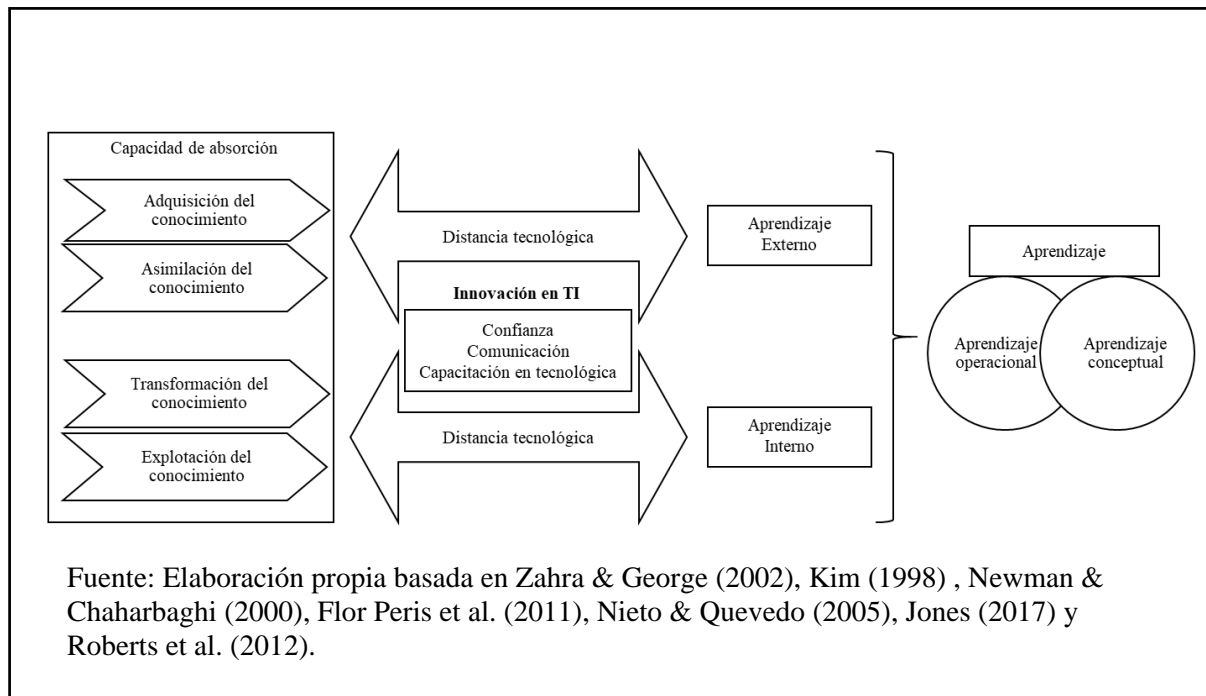 Capacidad de absorción
Adquisición del
conocimiento
Asimilación del
conocimiento
Transformación del
conocimiento
Explotación del
conocimiento
Distancia tecnológica
Innovación en TI
Confianza
Comunicación
Capacitación en tecnológica
Distancia tecnológica
Aprendizaje
Externo
Aprendizaje
Interno
Aprendizaje
Aprendizaje
operacional
Aprendizaje
conceptual
Fuente: Elaboración propia basada en Zahra & George (2002), Kim (1998) , Newman &
Chaharbaghi (2000), Flor Peris et al. (2011), Nieto & Quevedo (2005), Jones (2017) y
Roberts et al. (2012).